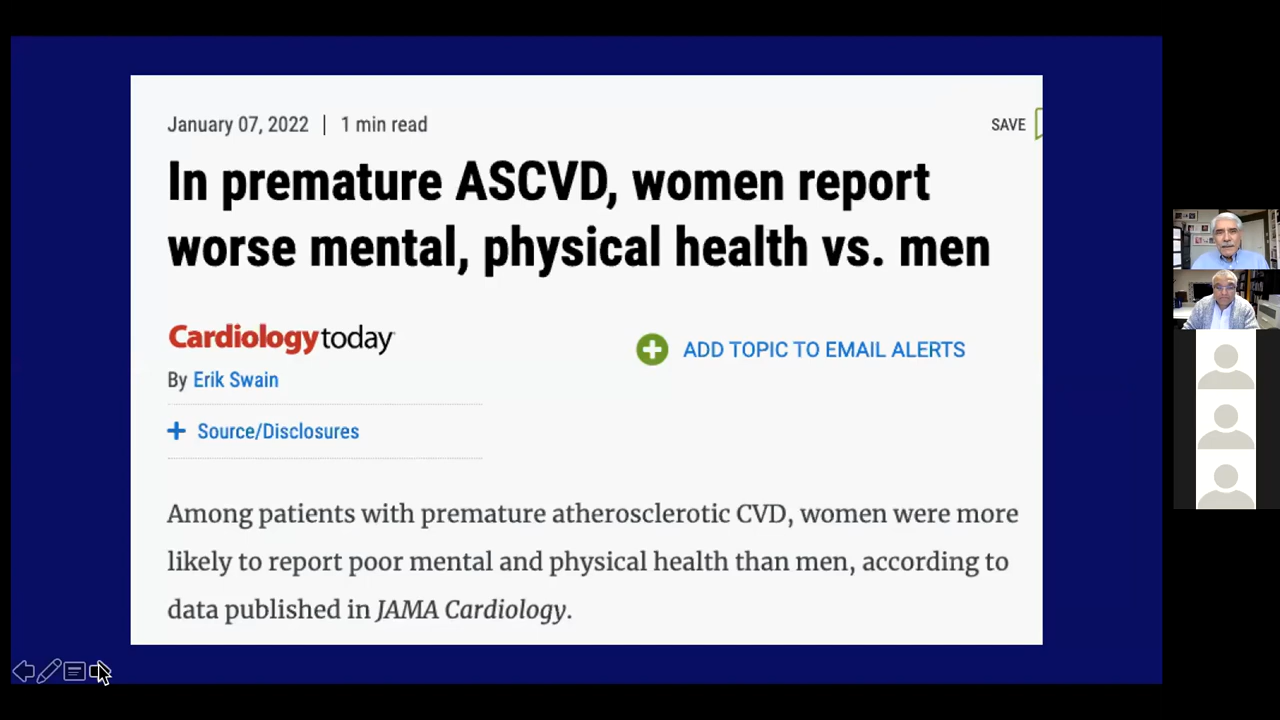 January 07, 2022 | 1 min read
SAVE
In premature ASCVD, women report
worse mental, physical health vs. men
Cardiology today
ADD TOPIC TO EMAIL ALERTS
By Erik Swain
+ Source/Disclosures
Among patients with premature atherosclerotic CVD, women were more
likely to report poor mental and physical health than men, according to
data published in JAMA Cardiology.